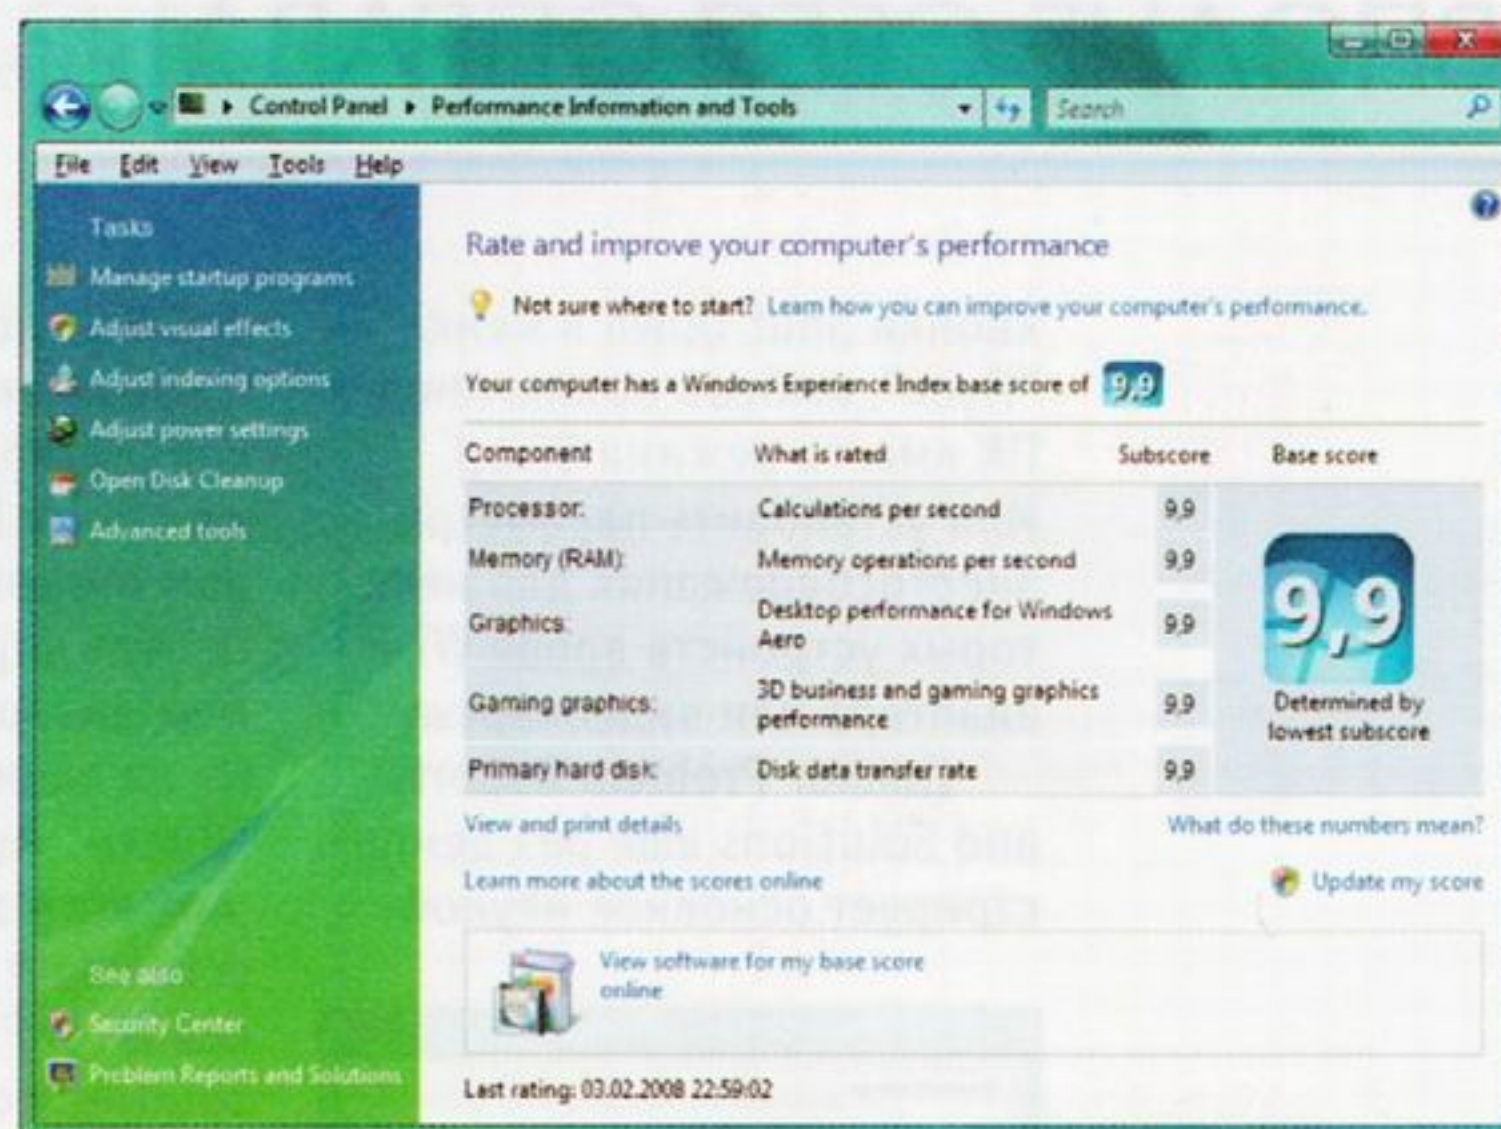 Control Panel ▸ Performance Information and Tools
Search
File Edit View Tools Help
Tasks
Manage startup programs
Adjust visual effects
Adjust indexing options
Adjust power settings
Open Disk Cleanup
Advanced tools
See also
Security Center
Problem Reports and Solutions
Rate and improve your computer's performance
Not sure where to start? Learn how you can improve your computer's performance.
Your computer has a Windows Experience Index base score of 9,9
Component What is rated Subscore Base score
Processor: Calculations per second 9,9
Memory (RAM): Memory operations per second 9,9
Graphics: Desktop performance for Windows Aero 9,9
Gaming graphics: 3D business and gaming graphics performance 9,9
Primary hard disk: Disk data transfer rate 9,9
9,9
Determined by
lowest subscore
View and print details
What do these numbers mean?
Learn more about the scores online
Update my score
View software for my base score
online
Last rating: 03.02.2008 22:59:02